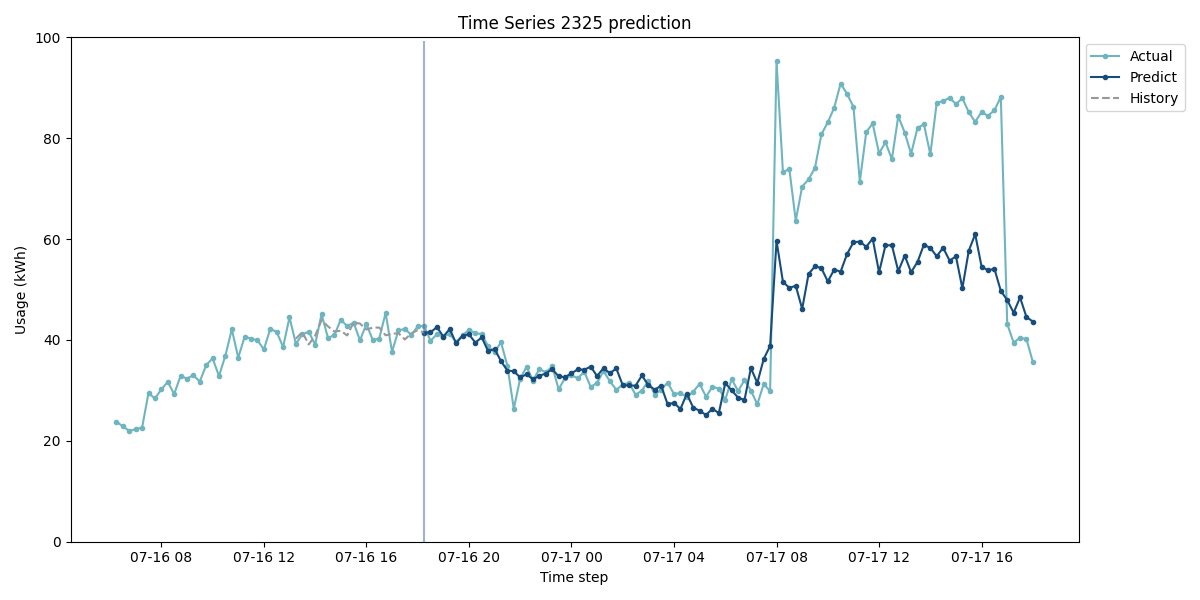 Time Series 2325 prediction
100
80
60
40
20
0
Usage (kWh)
07-16 08
07-16 12
07-16 16
07-16 20
07-17 00
07-17 04
07-17 08
07-17 12
07-17 16
Time step
Actual
Predict
History